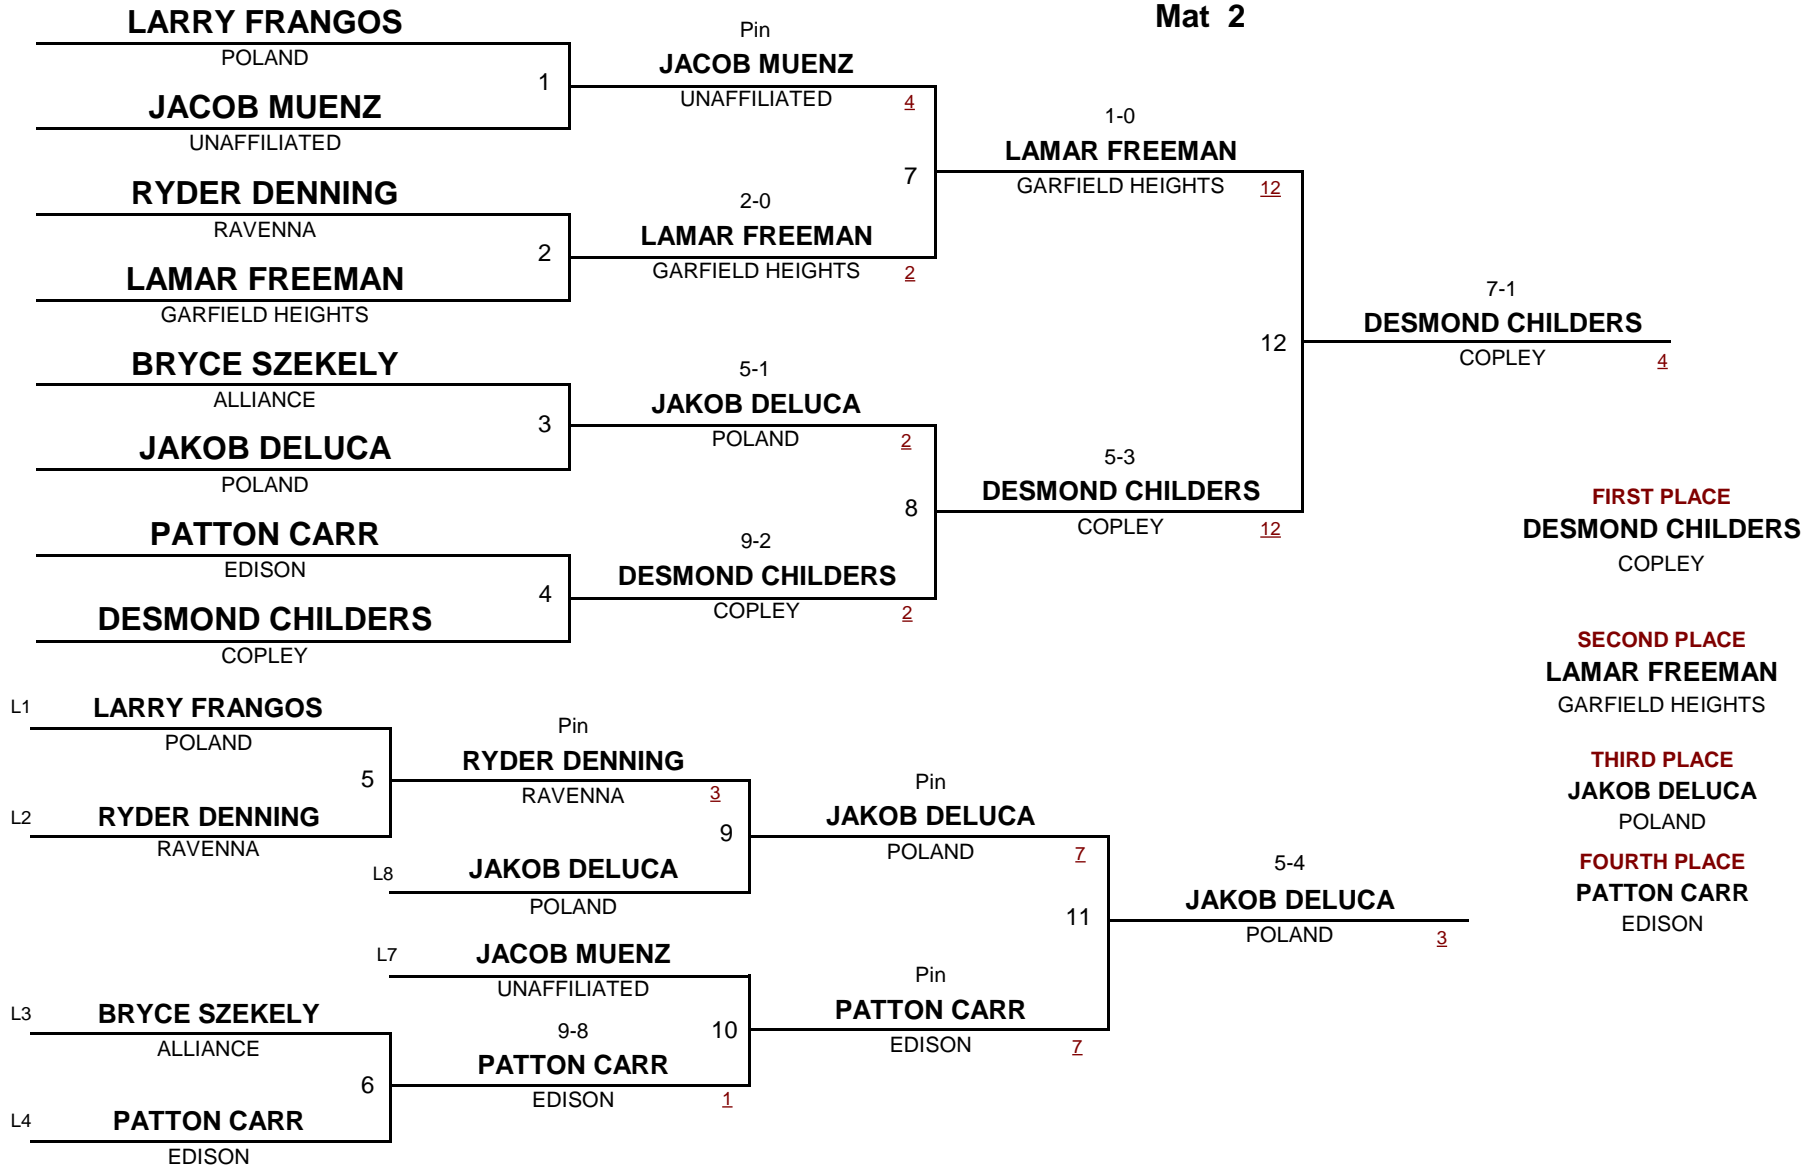 Mat 2
LARRY FRANGOS
POLAND
1
JACOB MUENZ
UNAFFILIATED
Pin
JACOB MUENZ
UNAFFILIATED
4
RYDER DENNING
RAVENNA
2
LAMAR FREEMAN
GARFIELD HEIGHTS
2-0
LAMAR FREEMAN
GARFIELD HEIGHTS
2
7
1-0
LAMAR FREEMAN
GARFIELD HEIGHTS
12
BRYCE SZEKELY
ALLIANCE
3
JAKOB DELUCA
POLAND
5-1
JAKOB DELUCA
POLAND
2
PATTON CARR
EDISON
4
DESMOND CHILDERS
COPLEY
9-2
DESMOND CHILDERS
COPLEY
2
8
5-3
DESMOND CHILDERS
COPLEY
12
12
7-1
DESMOND CHILDERS
COPLEY
4
FIRST PLACE
DESMOND CHILDERS
COPLEY
SECOND PLACE
LAMAR FREEMAN
GARFIELD HEIGHTS
THIRD PLACE
JAKOB DELUCA
POLAND
FOURTH PLACE
PATTON CARR
EDISON
L1
LARRY FRANGOS
POLAND
5
L2
RYDER DENNING
RAVENNA
Pin
RYDER DENNING
RAVENNA
3
9
L8
JAKOB DELUCA
POLAND
Pin
JAKOB DELUCA
POLAND
7
L7
JACOB MUENZ
UNAFFILIATED
L3
BRYCE SZEKELY
ALLIANCE
6
L4
PATTON CARR
EDISON
9-8
PATTON CARR
EDISON
1
10
Pin
PATTON CARR
EDISON
7
11
5-4
JAKOB DELUCA
POLAND
3